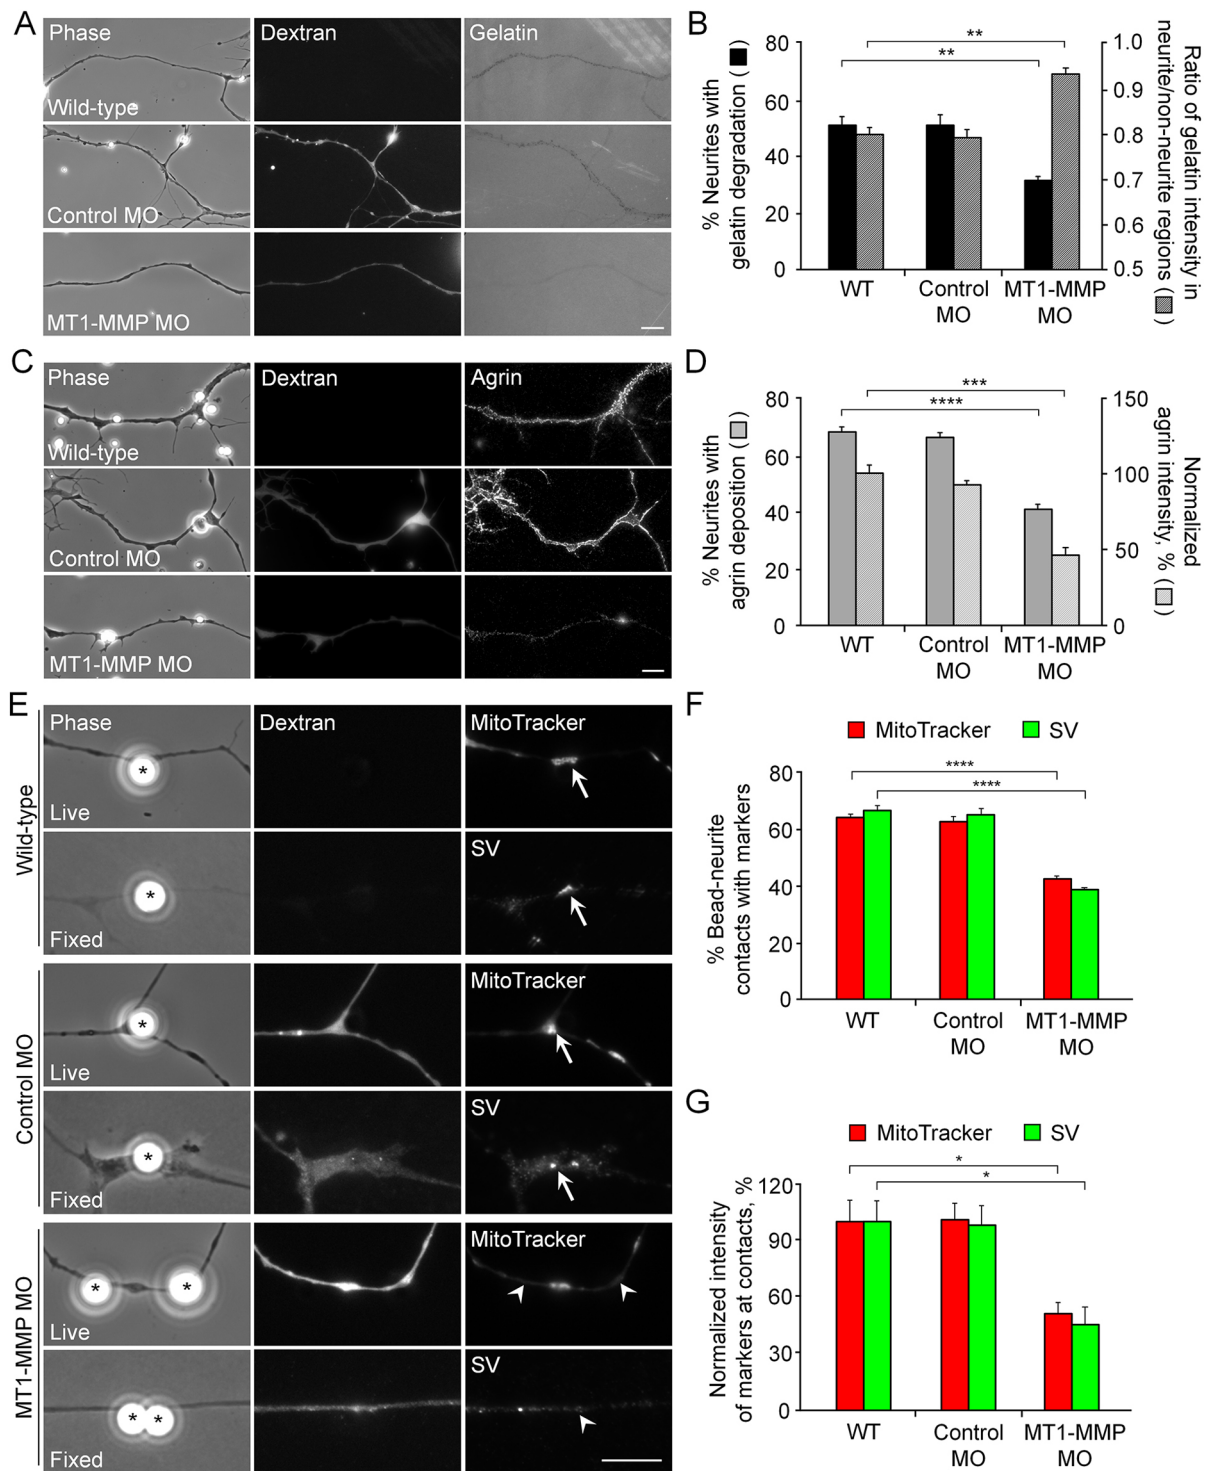 A
Phase
Dextran
Gelatin
Wild-type
Control MO
MT1-MMP MO
B
**
**
80
60
40
20
0
1.0
0.9
0.8
0.7
0.6
0.5
% Neurites with
gelatin degradation ( )
Ratio of gelatin intensity in
neurite/non-neurite regions ( )
WT
Control
MO
MT1-MMP
MO
C
Phase
Dextran
Agrin
Wild-type
Control MO
MT1-MMP MO
D
***
****
80
60
40
20
0
150
100
50
0
% Neurites with
agrin deposition ( )
Normalized
agrin intensity, % ( )
WT
Control
MO
MT1-MMP
MO
E
Wild-type
Phase
Dextran
MitoTracker
*
Live
SV
*
Fixed
Control MO
MitoTracker
*
Live
SV
*
Fixed
MT1-MMP MO
MitoTracker
* *
Live
SV
* *
Fixed
F
MitoTracker
SV
****
****
80
60
40
20
0
% Bead-neurite
contacts with markers
WT
Control
MO
MT1-MMP
MO
G
MitoTracker
SV
*
*
120
90
60
30
0
Normalized intensity
of markers at contacts, %
WT
Control
MO
MT1-MMP
MO